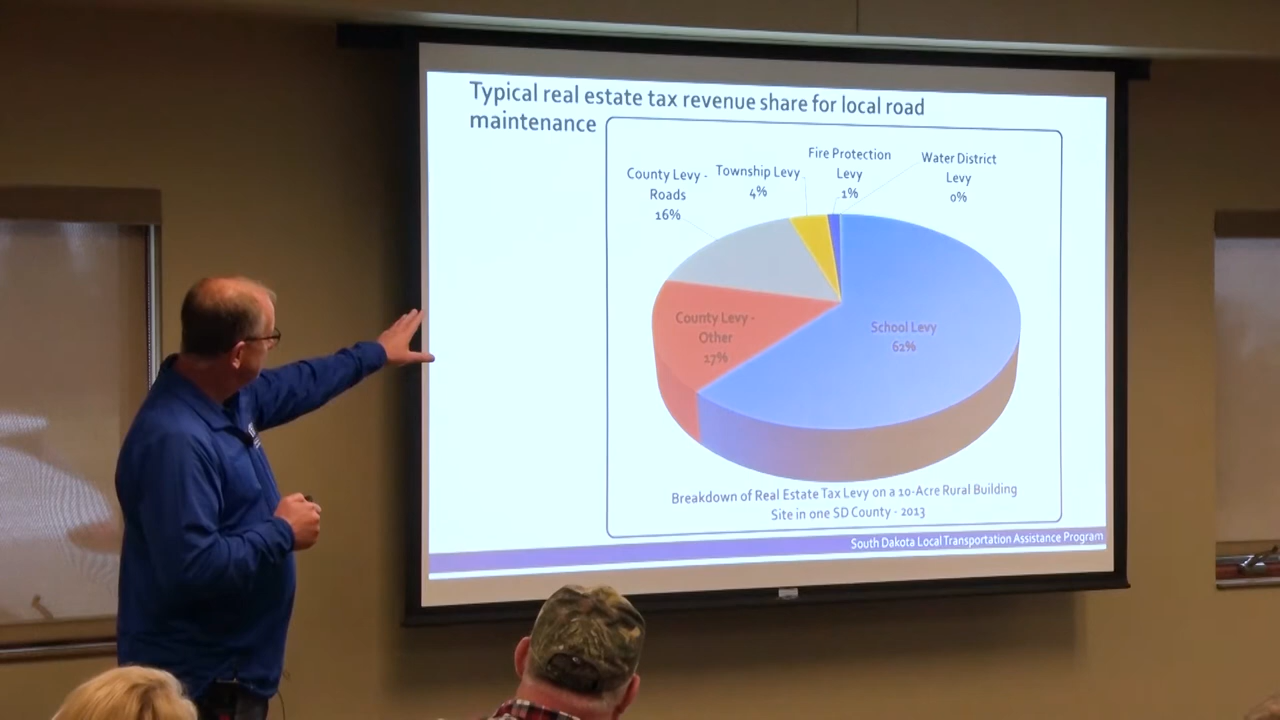 Typical real estate tax revenue share for local road
maintenance
Fire Protection
Levy
1%
Water District
Levy
0%
County Levy -
Roads
16%
Township Levy
4%
School Levy
62%
County Levy -
Other
17%
Breakdown of Real Estate Tax Levy on a 10-Acre Rural Building
Site in one SD County - 2013
South Dakota Local Transportation Assistance Program